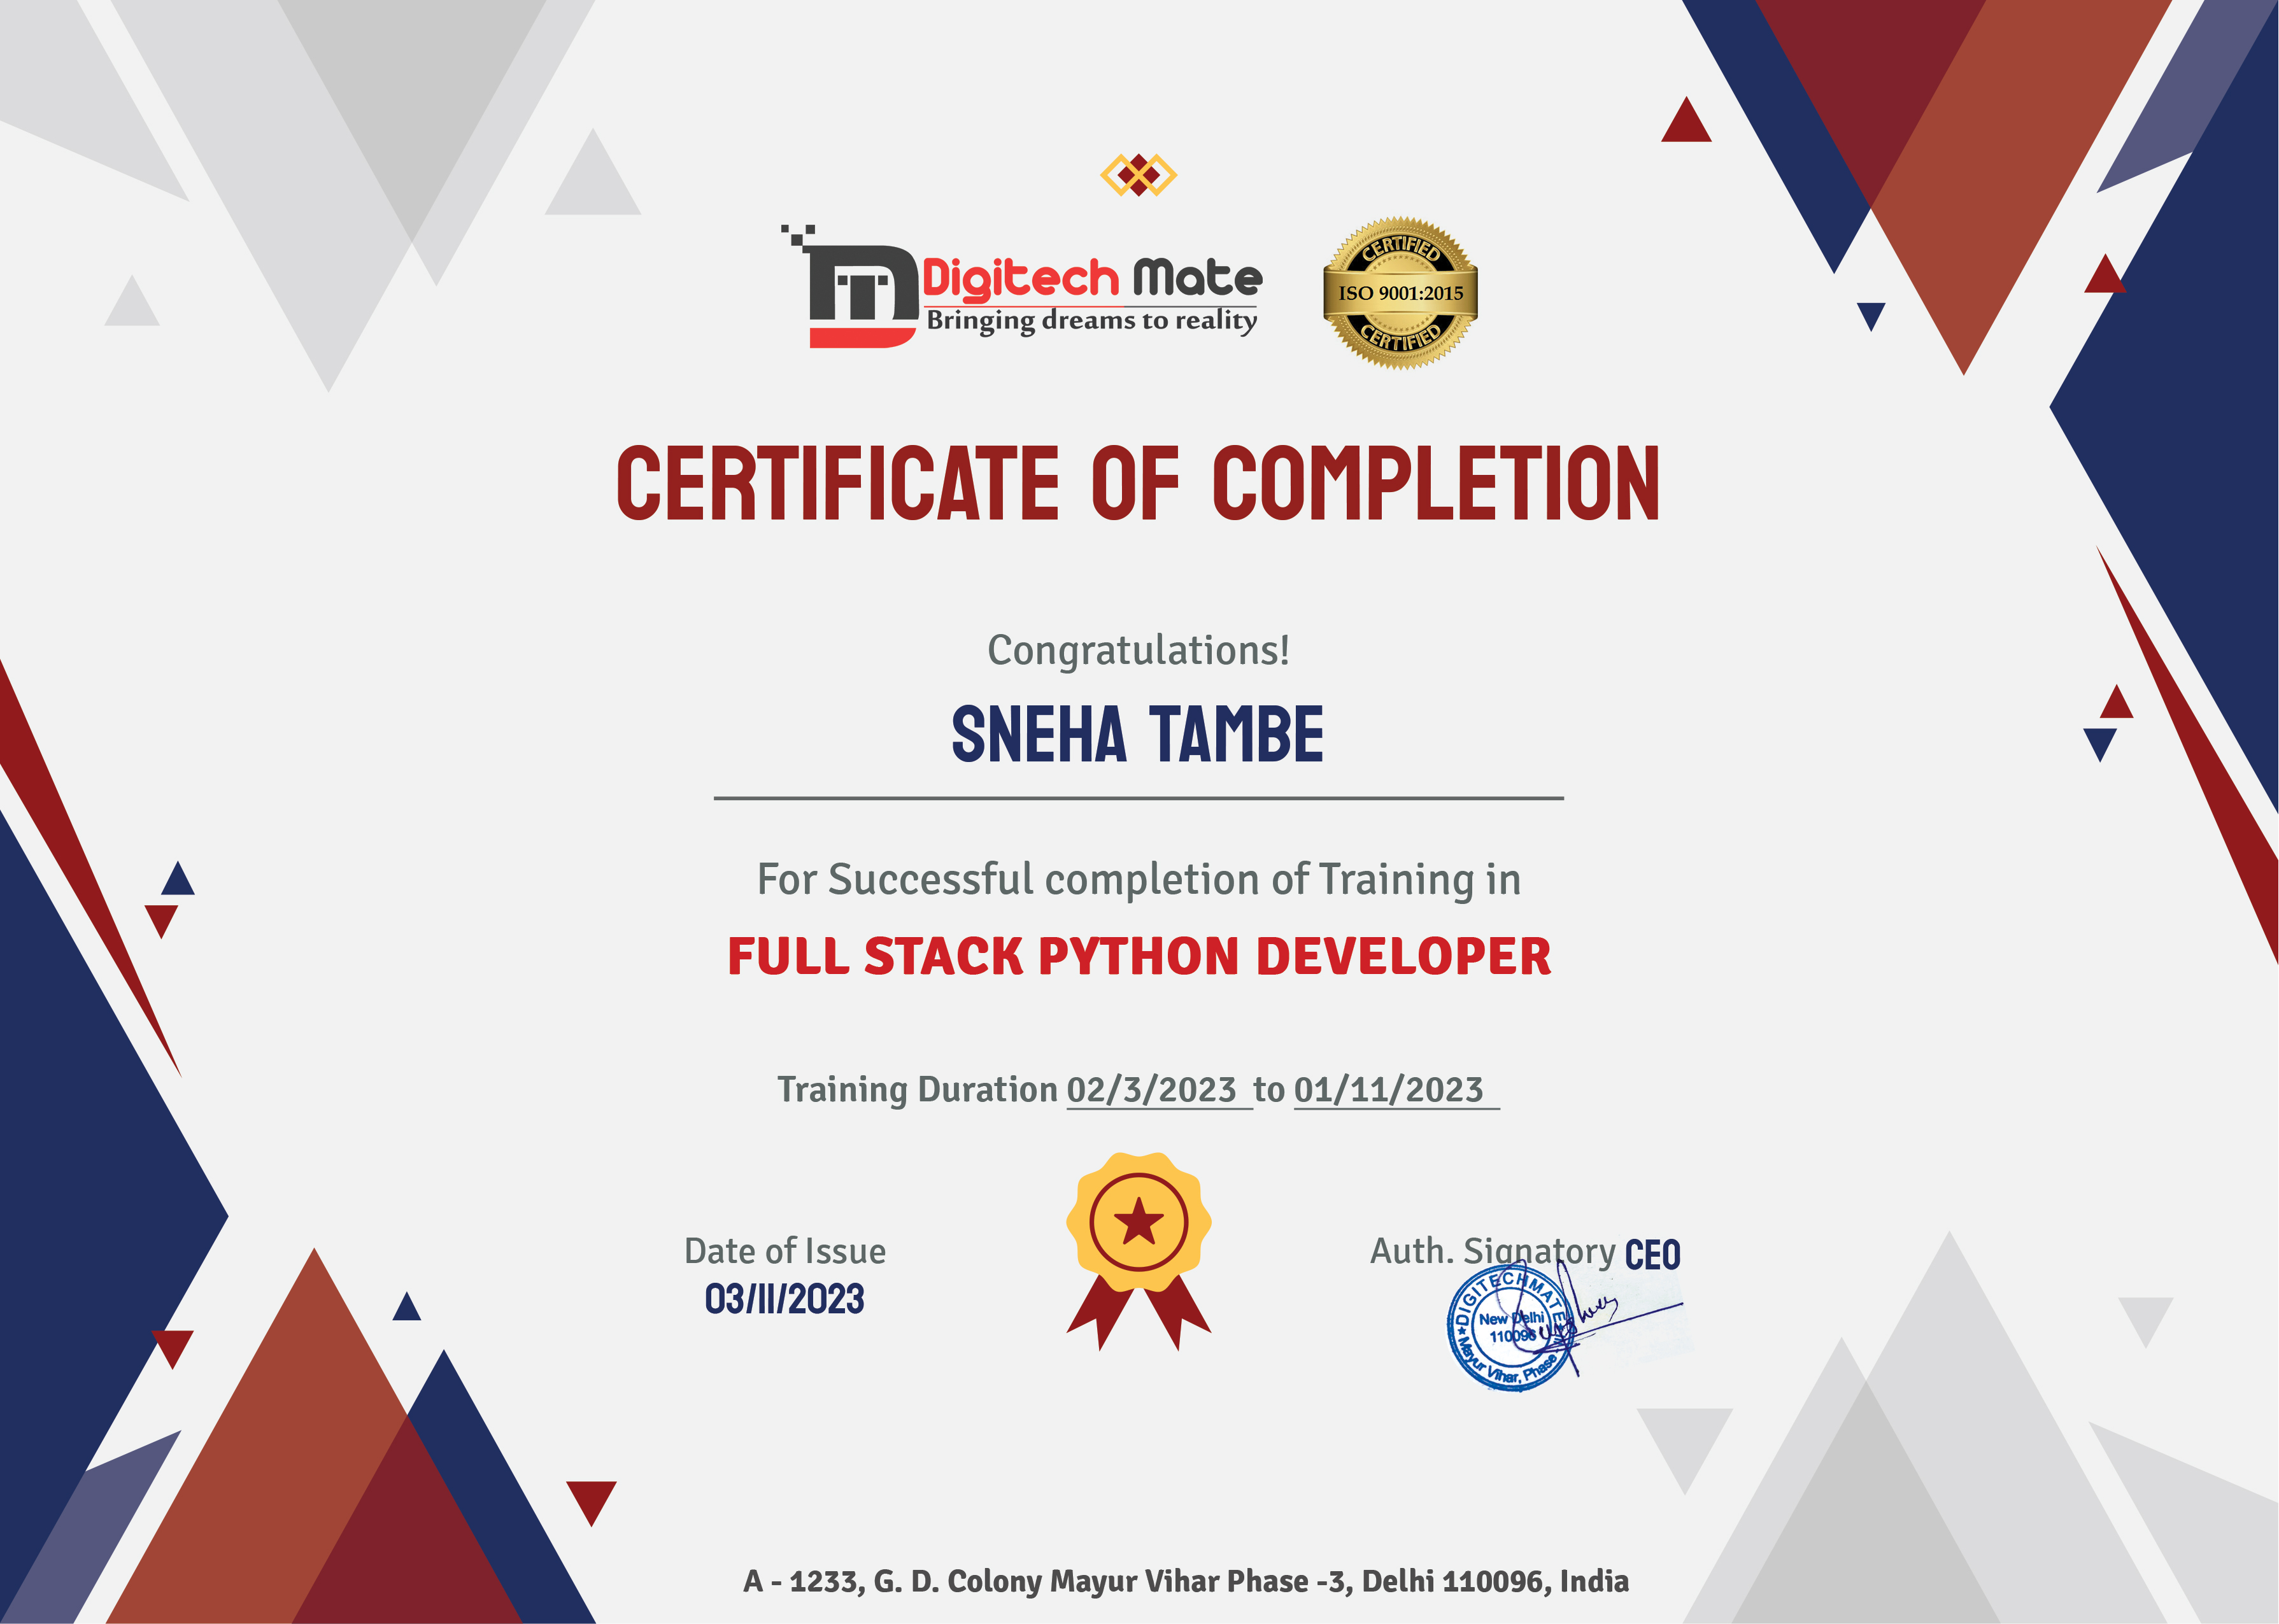 Digitech Mate
Bringing dreams to reality
CERTIFIED
ISO 9001:2015
CERTIFIED
CERTIFICATE OF COMPLETION
Congratulations!
SNEHA TAMBE
For Successful completion of Training in
FULL STACK PYTHON DEVELOPER
Training Duration 02/3/2023 to 01/11/2023
Date of Issue
03/11/2023
Auth. Signatory CEO
DIGITECHMATE
New Delhi
110096
Mayur Vihar, Phase
A - 1233, G. D. Colony Mayur Vihar Phase -3, Delhi 110096, India